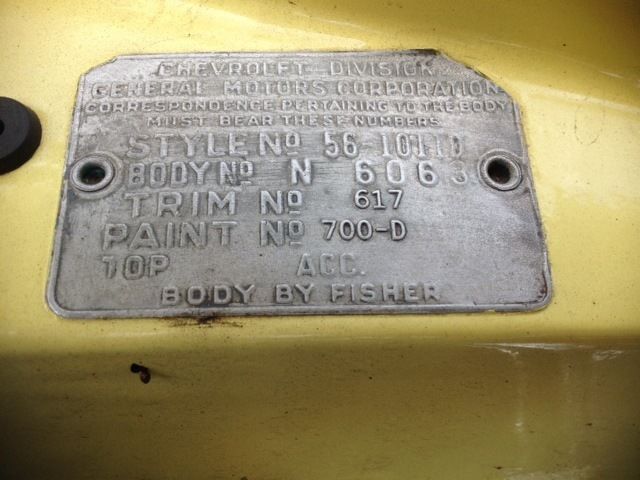 CHEVROLET DIVISION
GENERAL MOTORS CORPORATION
CORRESPONDENCE PERTAINING TO THE BODY
MUST BEAR THESE NUMBERS
STYLE Nº 56-1011D
BODY Nº N 6063
TRIM Nº 617
PAINT Nº 700-D
TOP ACC.
BODY BY FISHER